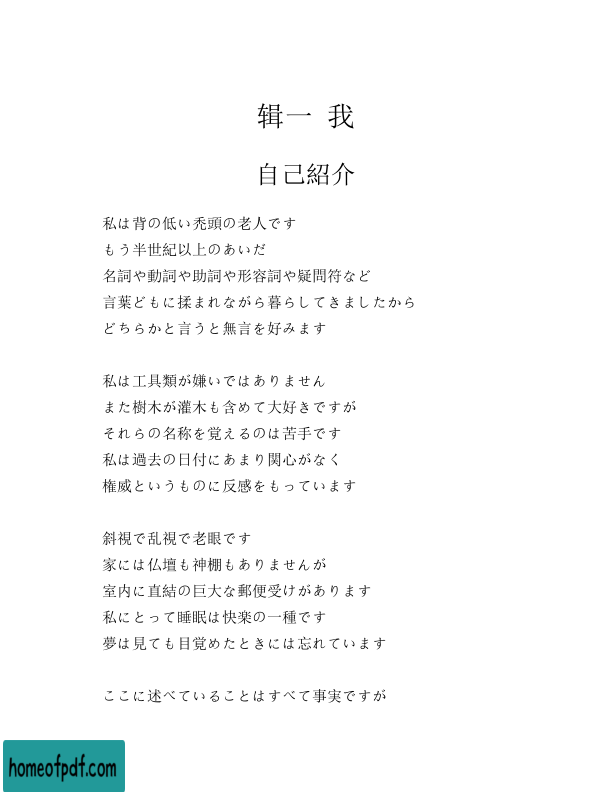 辑一 我
自己紹介
私は背の低い禿頭の老人です
もう半世紀以上のあいだ
名詞や動詞や助詞や形容詞や疑問符など
言葉どもに揉まれながら暮らしてきましたから
どちらかと言うと無言を好みます
私は工具類が嫌いではありません
また樹木が灌木も含めて大好きですが
それらの名称を覚えるのは苦手です
私は過去の日付にあまり関心がなく
権威というものに反感をもっています
斜視で乱視で老眼です
家には仏壇も神棚もありませんが
室内に直結の巨大な郵便受けがあります
私にとって睡眠は快楽の一種です
夢は見ても目覚めたときには忘れています
ここに述べていることはすべて事実ですが
homeofpdf.com